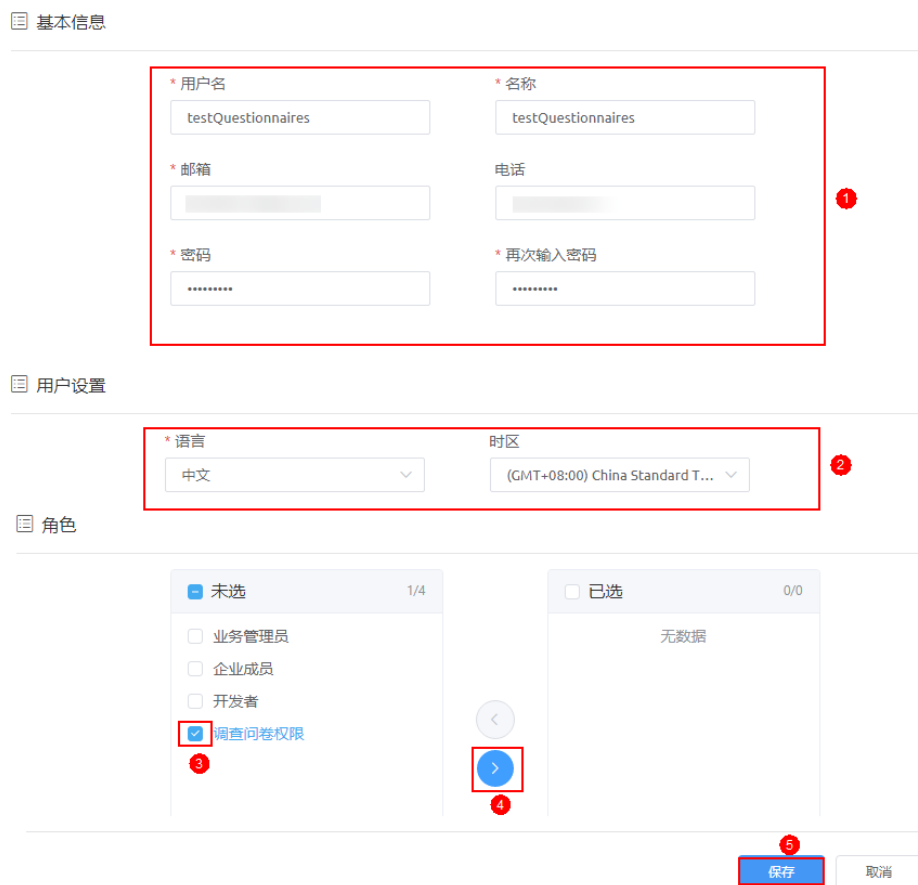 基本信息
* 用户名 * 名称
testQuestionnaires testQuestionnaires
* 邮箱 电话
1
* 密码 * 再次输入密码
••••••••• •••••••••
用户设置
* 语言 时区
2
中文 (GMT+08:00) China Standard T...
角色
未选 1/4 已选 0/0
业务管理员 无数据
企业成员
开发者
调查问卷权限
3
4
5
保存 取消